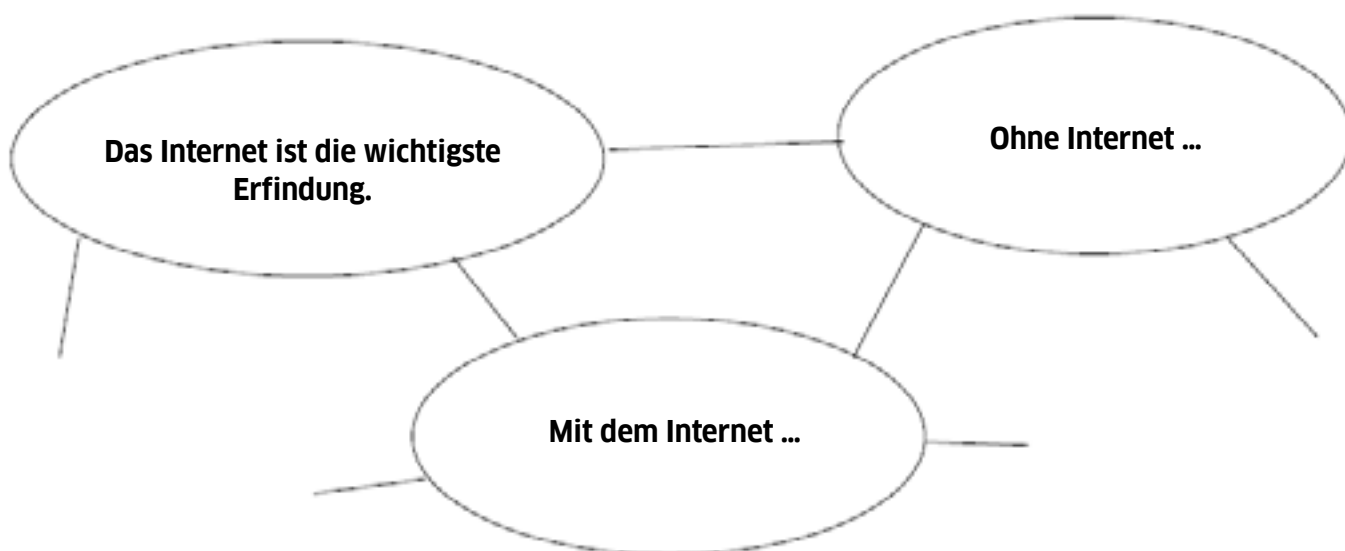 Das Internet ist die wichtigste
Erfindung.
Ohne Internet ...
Mit dem Internet ...